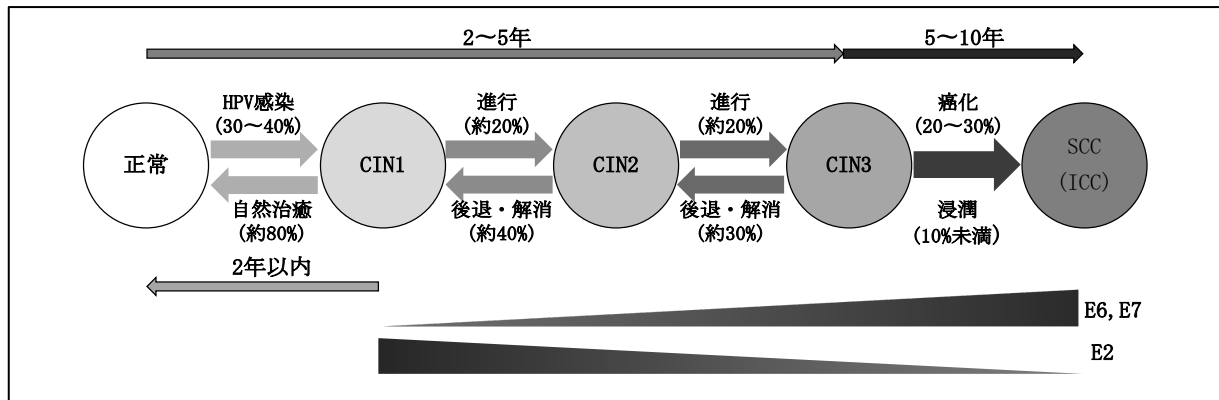 2～5年
5～10年
HPV感染
(30～40%)
進行
(約20%)
進行
(約20%)
癌化
(20～30%)
正常
CIN1
CIN2
CIN3
SCC
(ICC)
自然治癒
(約80%)
後退・解消
(約40%)
後退・解消
(約30%)
浸潤
(10%未満)
2年以内
E6, E7
E2